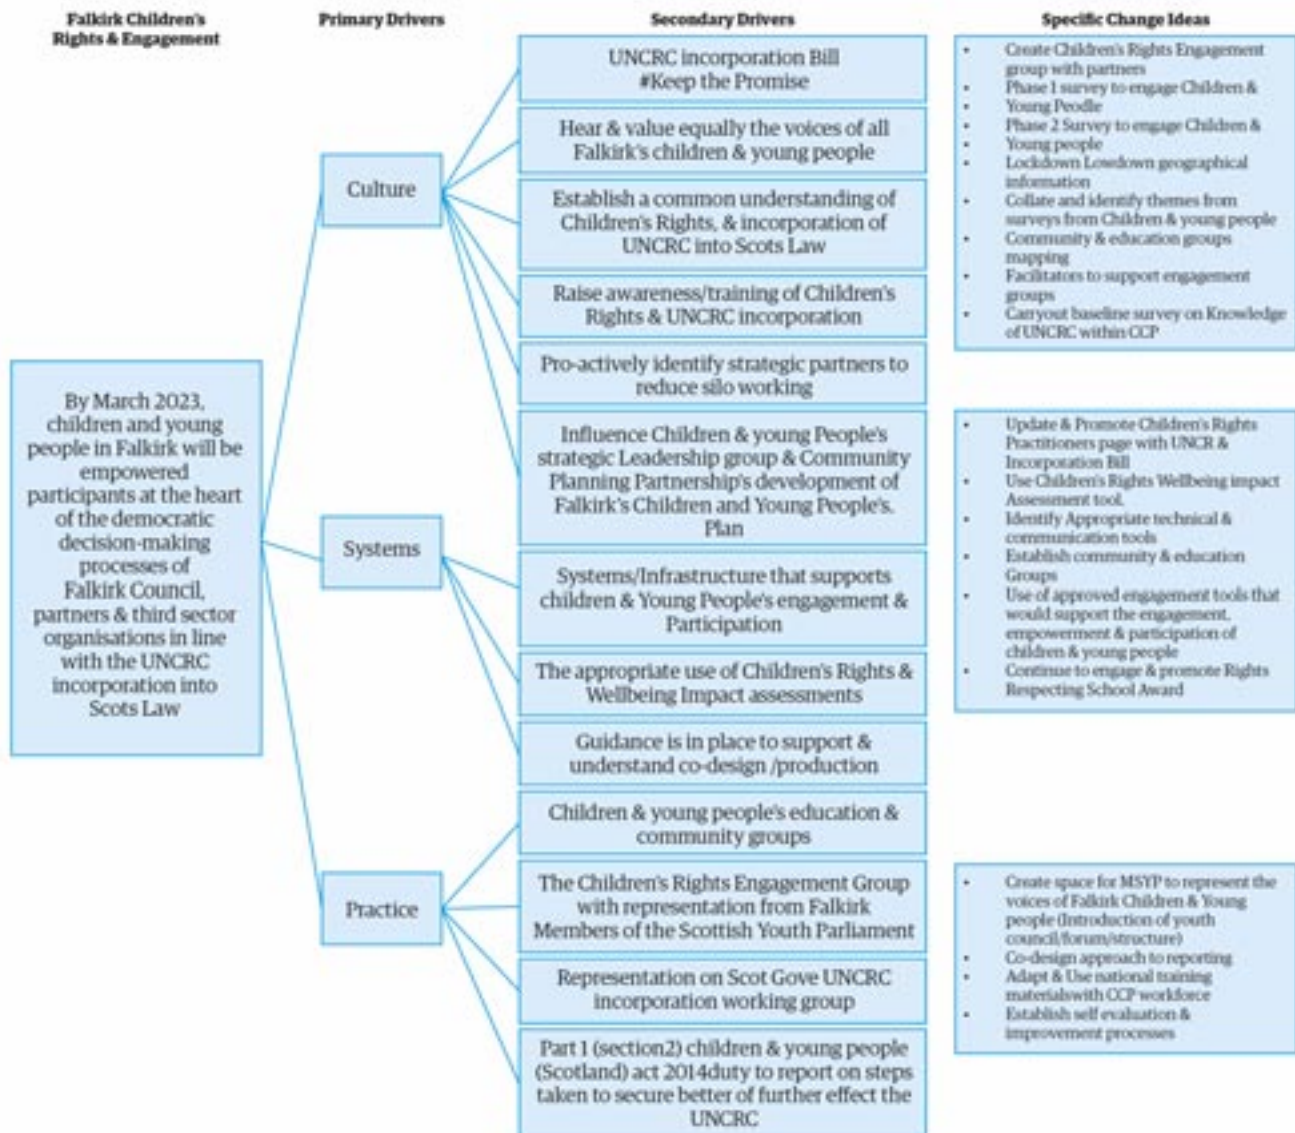 Falkirk Children's
Rights & Engagement
Primary Drivers
Secondary Drivers
Specific Change Ideas
By March 2023,
children and young
people in Falkirk will be
empowered
participants at the heart
of the democratic
decision-making
processes of
Falkirk Council,
partners & third sector
organisations in line
with the UNCRC
incorporation into
Scots Law
Culture
Systems
Practice
UNCRC incorporation Bill
#Keep the Promise
Hear & value equally the voices of all
Falkirk's children & young people
Establish a common understanding of
Children's Rights, & incorporation of
UNCRC into Scots Law
Raise awareness/training of Children's
Rights & UNCRC incorporation
Pro-actively identify strategic partners to
reduce silo working
Influence Children & young People's
strategic Leadership group & Community
Planning Partnership's development of
Falkirk's Children and Young People's.
Plan
Systems/Infrastructure that supports
children & Young People's engagement &
Participation
The appropriate use of Children's Rights &
Wellbeing Impact assessments
Guidance is in place to support &
understand co-design /production
Children & young people's education &
community groups
The Children's Rights Engagement Group
with representation from Falkirk
Members of the Scottish Youth Parliament
Representation on Scot Gove UNCRC
incorporation working group
Part 1 (section2) children & young people
(Scotland) act 2014duty to report on steps
taken to secure better of further effect the
UNCRC
• Create Children's Rights Engagement
group with partners
• Phase 1 survey to engage Children &
• Young Peodle
• Phase 2 Survey to engage Children &
• Young people
• Lockdown Lowdown geographical
information
• Collate and identify themes from
surveys from Children & young people
• Community & education groups
mapping
• Facilitators to support engagement
groups
• Carryout baseline survey on Knowledge
of UNCRC within CCP
• Update & Promote Children's Rights
Practitioners page with UNCR &
Incorporation Bill
• Use Children's Rights Wellbeing impact
Assessment tool.
• Identify Appropriate technical &
communication tools
• Establish community & education
Groups
• Use of approved engagement tools that
would support the engagement,
empowerment & participation of
children & young people
• Continue to engage & promote Rights
Respecting School Award
• Create space for MSYP to represent the
voices of Falkirk Children & Young
people (Introduction of youth
council/forum/structure)
• Co-design approach to reporting
• Adapt & Use national training
materialswith CCP workforce
• Establish self evaluation &
improvement processes